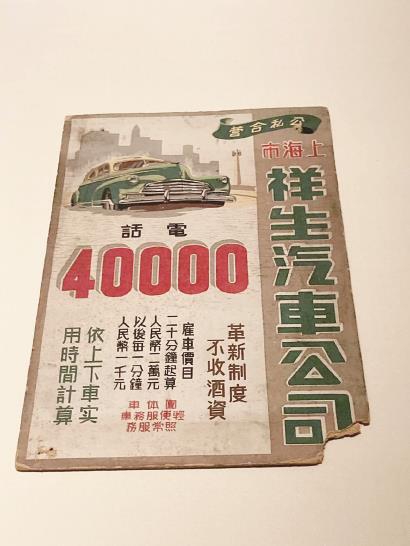 公私合營
上海市
祥生汽車公司
電話
40000
革新制度
不收酒資
雇車價目
二十分鐘起算
人民幣二萬元
以後每一分鐘
人民幣一千元
依上下車实
用時間計算
團体車
輕便服務車
照常服務